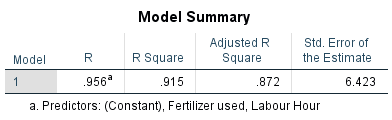 Model Summary
Model R R Square Adjusted R Square Std. Error of the Estimate
1 .956a .915 .872 6.423
a. Predictors: (Constant), Fertilizer used, Labour Hour